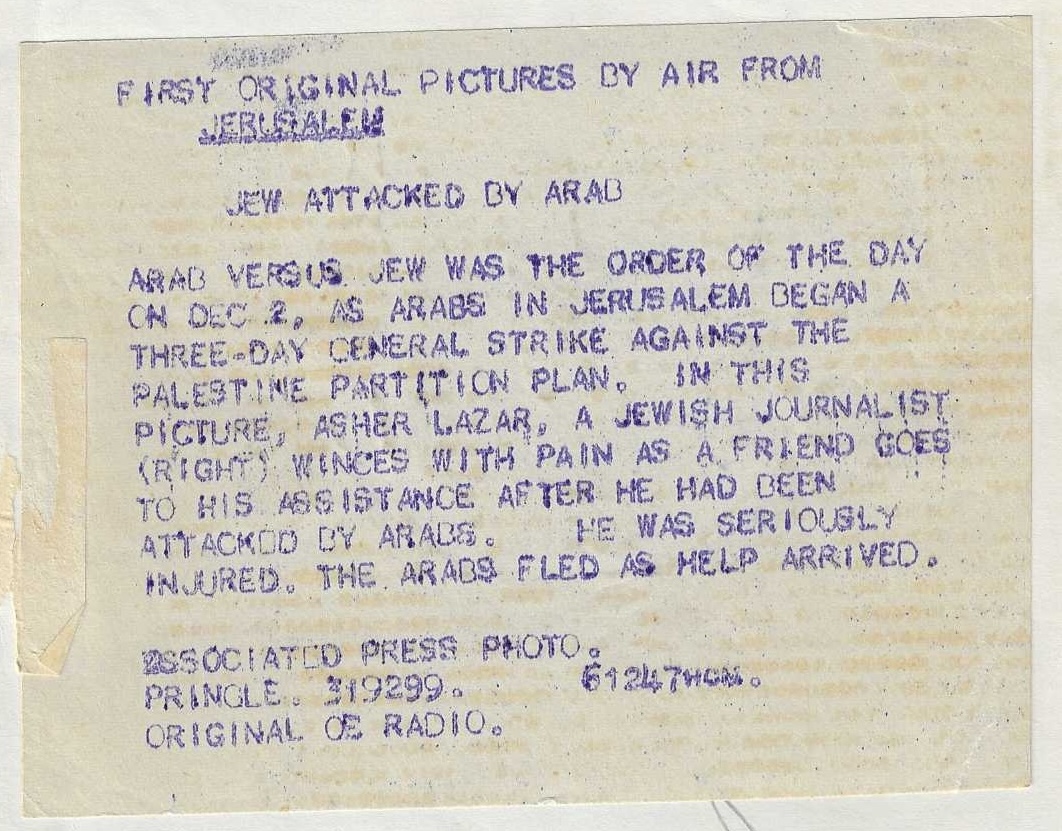 FIRST ORIGINAL PICTURES BY AIR FROM
JERUSALEM
JEW ATTACKED BY ARAB
ARAB VERSUS JEW WAS THE ORDER OF THE DAY
ON DEC 2, AS ARABS IN JERUSALEM BEGAN A
THREE-DAY GENERAL STRIKE AGAINST THE
PALESTINE PARTITION PLAN. IN THIS
PICTURE, ASHER LAZAR, A JEWISH JOURNALIST
(RIGHT) WINCES WITH PAIN AS A FRIEND GOES
TO HIS ASSISTANCE AFTER HE HAD BEEN
ATTACKED BY ARABS. HE WAS SERIOUSLY
INJURED. THE ARABS FLED AS HELP ARRIVED.
ASSOCIATED PRESS PHOTO.
PRINGLE. 319299. 61247HGM.
ORIGINAL OF RADIO.